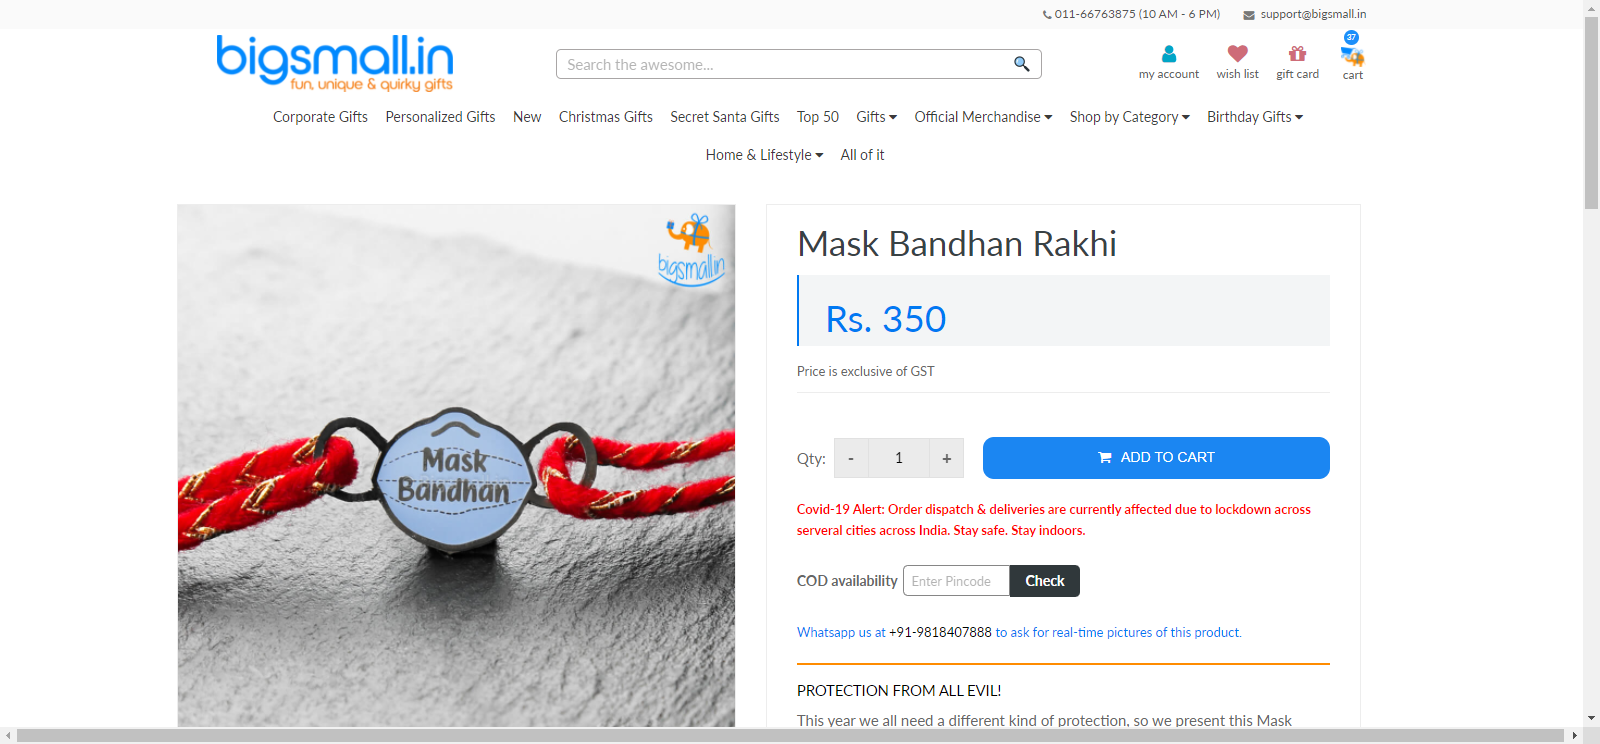 011-66763875 (10 AM - 6 PM) support@bigsmall.in
bigsmall.in
fun, unique & quirky gifts
Search the awesome...
my account
wish list
gift card
37
cart
Corporate Gifts Personalized Gifts New Christmas Gifts Secret Santa Gifts Top 50 Gifts Official Merchandise Shop by Category Birthday Gifts
Home & Lifestyle All of it
bigsmall.in
Mask
Bandhan
Mask Bandhan Rakhi
Rs. 350
Price is exclusive of GST
Qty: - 1 + ADD TO CART
Covid-19 Alert: Order dispatch & deliveries are currently affected due to lockdown across
serveral cities across India. Stay safe. Stay indoors.
COD availability Enter Pincode Check
Whatsapp us at +91-9818407888 to ask for real-time pictures of this product.
PROTECTION FROM ALL EVIL!
This year we all need a different kind of protection, so we present this Mask